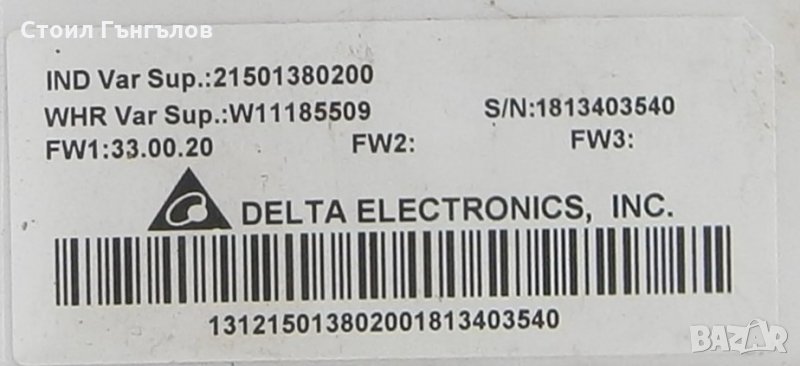 Стоил Гънгълов
IND Var Sup.:21501380200
WHR Var Sup.:W11185509 S/N:1813403540
FW1:33.00.20 FW2: FW3:
DELTA ELECTRONICS, INC.
131215013802001813403540
BAZAR